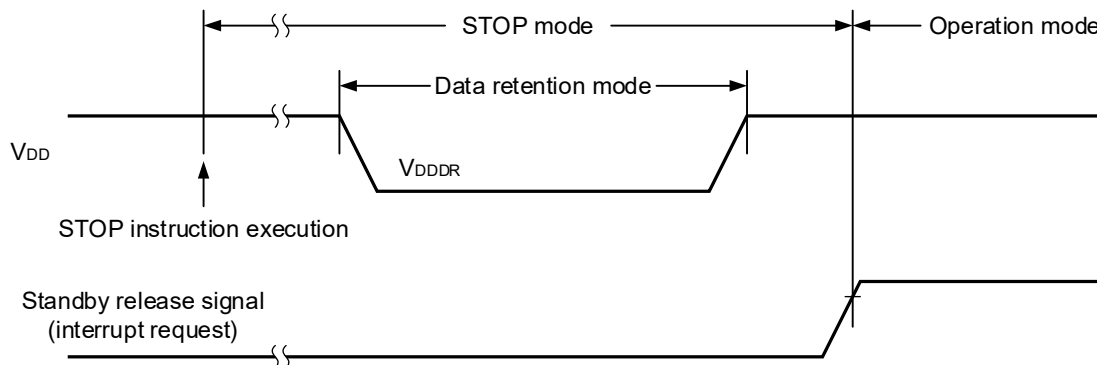 STOP mode
Operation mode
Data retention mode
VDD
VDDDR
STOP instruction execution
Standby release signal
(interrupt request)